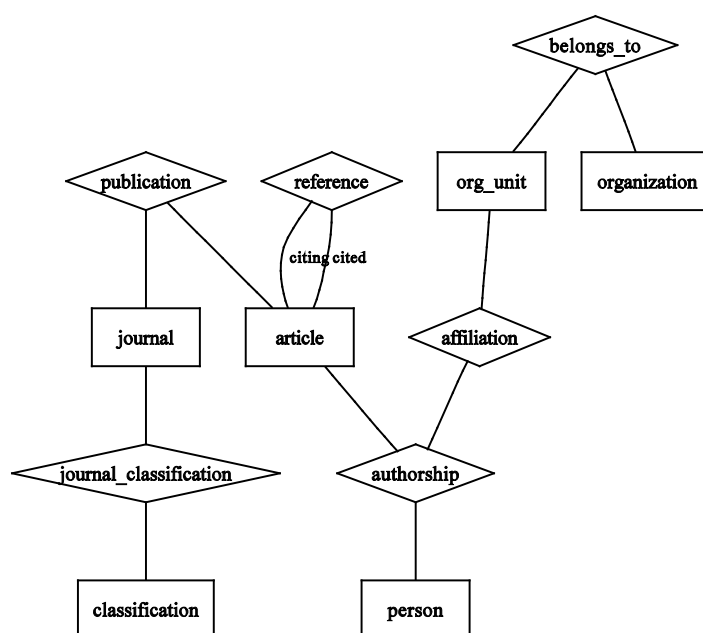 belongs_to
publication
reference
org_unit
organization
citing cited
journal
article
affiliation
journal_classification
authorship
classification
person